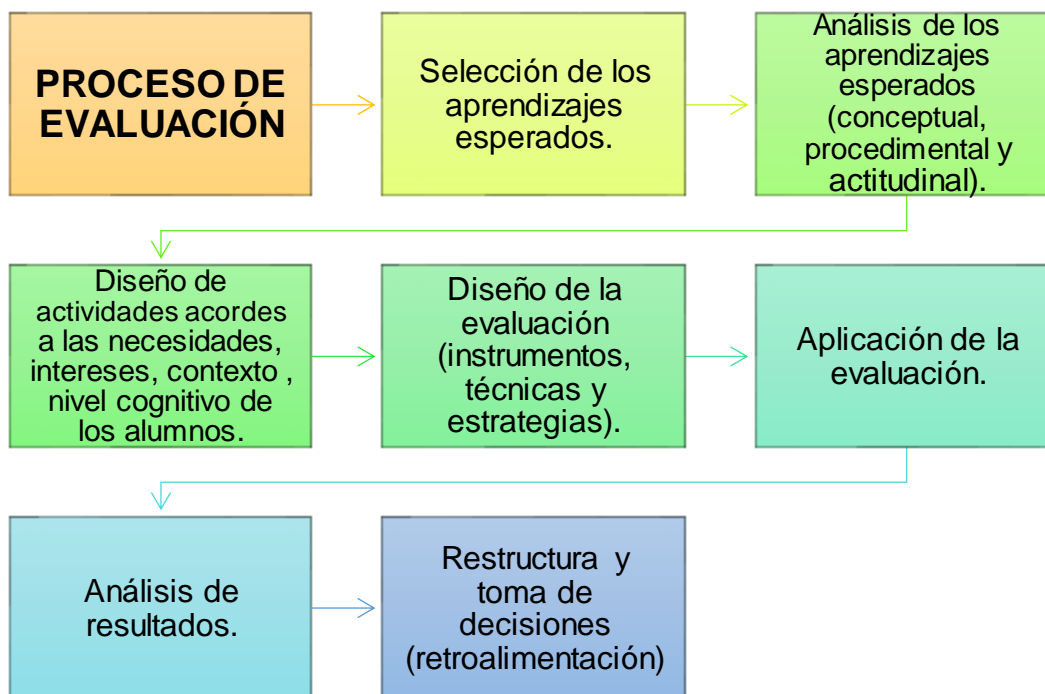 PROCESO DE
EVALUACIÓN
Selección de los
aprendizajes
esperados.
Análisis de los
aprendizajes
esperados
(conceptual,
procedimental y
actitudinal).
Diseño de
actividades acordes
a las necesidades,
intereses, contexto ,
nivel cognitivo de
los alumnos.
Diseño de la
evaluación
(instrumentos,
técnicas y
estrategias).
Aplicación de la
evaluación.
Análisis de
resultados.
Restructura y
toma de
decisiones
(retroalimentación)